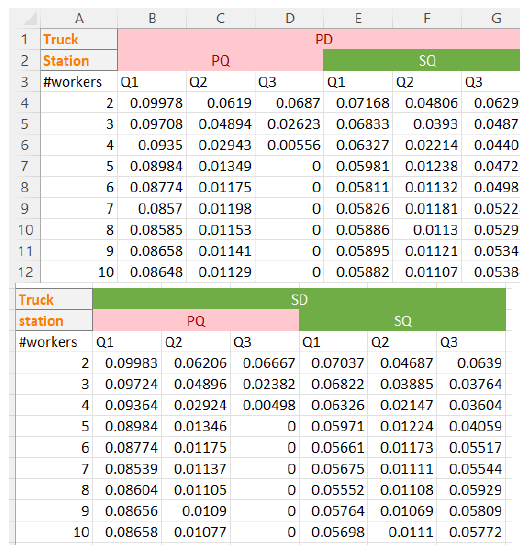 A B C D E F G
1 Truck PD
2 Station PQ SQ
3 #workers Q1 Q2 Q3 Q1 Q2 Q3
4 2 0.09978 0.0619 0.0687 0.07168 0.04806 0.0629
5 3 0.09708 0.04894 0.02623 0.06833 0.0393 0.0487
6 4 0.0935 0.02943 0.00556 0.06327 0.02214 0.0440
7 5 0.08984 0.01349 0 0.05981 0.01238 0.0472
8 6 0.08774 0.01175 0 0.05811 0.01132 0.0498
9 7 0.0857 0.01198 0 0.05826 0.01181 0.0522
10 8 0.08585 0.01153 0 0.05886 0.0113 0.0529
11 9 0.08658 0.01141 0 0.05895 0.01121 0.0534
12 10 0.08648 0.01129 0 0.05882 0.01107 0.0538
Truck SD
station PQ SQ
#workers Q1 Q2 Q3 Q1 Q2 Q3
2 0.09983 0.06206 0.06667 0.07037 0.04687 0.0639
3 0.09724 0.04896 0.02382 0.06822 0.03885 0.03764
4 0.09364 0.02924 0.00498 0.06326 0.02147 0.03604
5 0.08984 0.01346 0 0.05971 0.01224 0.04059
6 0.08774 0.01175 0 0.05661 0.01173 0.05517
7 0.08539 0.01137 0 0.05675 0.01111 0.05544
8 0.08604 0.01105 0 0.05552 0.01108 0.05929
9 0.08656 0.0109 0 0.05764 0.01069 0.05809
10 0.08658 0.01077 0 0.05698 0.0111 0.05772